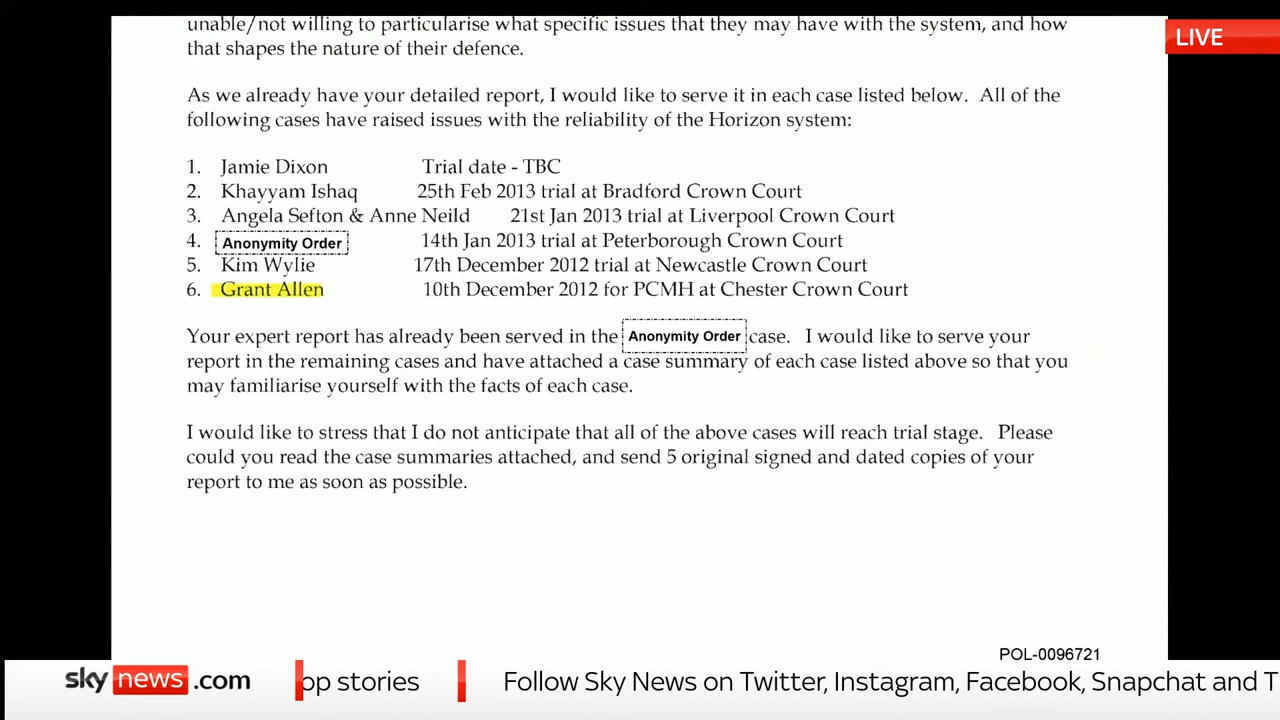 unable/not willing to particularise what specific issues that they may have with the system, and how
that shapes the nature of their defence.
LIVE
As we already have your detailed report, I would like to serve it in each case listed below. All of the
following cases have raised issues with the reliability of the Horizon system:
1. Jamie Dixon Trial date - TBC
2. Khayyam Ishaq 25th Feb 2013 trial at Bradford Crown Court
3. Angela Sefton & Anne Neild 21st Jan 2013 trial at Liverpool Crown Court
4. Anonymity Order 14th Jan 2013 trial at Peterborough Crown Court
5. Kim Wylie 17th December 2012 trial at Newcastle Crown Court
6. Grant Allen 10th December 2012 for PCMH at Chester Crown Court
Your expert report has already been served in the Anonymity Order case. I would like to serve your
report in the remaining cases and have attached a case summary of each case listed above so that you
may familiarise yourself with the facts of each case.
I would like to stress that I do not anticipate that all of the above cases will reach trial stage. Please
could you read the case summaries attached, and send 5 original signed and dated copies of your
report to me as soon as possible.
POL-0096721
sky news .com op stories Follow Sky News on Twitter, Instagram, Facebook, Snapchat and T